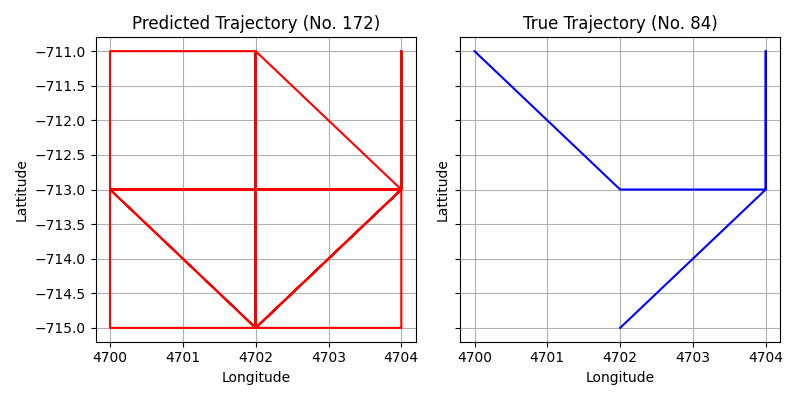 Predicted Trajectory (No. 172)
True Trajectory (No. 84)
−711.0
−711.5
−712.0
−712.5
−713.0
−713.5
−714.0
−714.5
−715.0
Lattitude
Lattitude
4700 4701 4702 4703 4704
4700 4701 4702 4703 4704
Longitude
Longitude